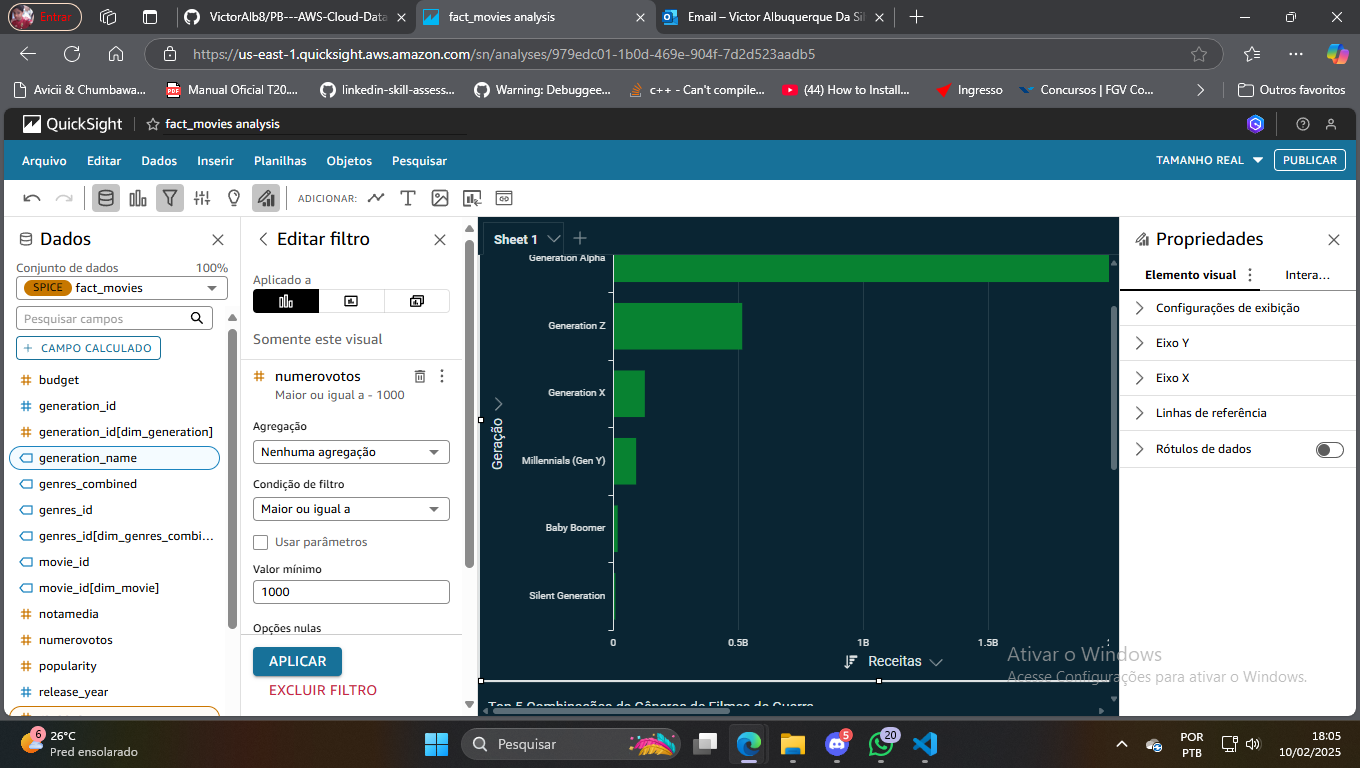 Entrar
VictorAlb8/PB---AWS-Cloud-Data
fact_movies analysis
Email – Victor Albuquerque Da Sil
https://us-east-1.quicksight.aws.amazon.com/sn/analyses/979edc01-1b0d-469e-904f-7d2d523aadb5
Avicii & Chumbawa...
PDF
Manual Oficial T20....
linkedin-skill-assess...
Warning: Debuggee...
c++ - Can't compile...
(44) How to Install...
Ingresso
Concursos | FGV Co...
Outros favoritos
QuickSight
fact_movies analysis
Arquivo
Editar
Dados
Inserir
Planilhas
Objetos
Pesquisar
TAMANHO REAL
PUBLICAR
ADICIONAR:
Dados
Conjunto de dados
100%
SPICE
fact_movies
Pesquisar campos
+ CAMPO CALCULADO
budget
generation_id
generation_id[dim_generation]
generation_name
genres_combined
genres_id
genres_id[dim_genres_combi...
movie_id
movie_id[dim_movie]
notamedia
numerovotos
popularity
release_year
Editar filtro
Aplicado a
Somente este visual
numerovotos
Maior ou igual a - 1000
Agregação
Nenhuma agregação
Condição de filtro
Maior ou igual a
Usar parâmetros
Valor mínimo
1000
Opções nulas
APLICAR
EXCLUIR FILTRO
Sheet 1
Geração
Generation Alpha
Generation Z
Generation X
Millennials (Gen Y)
Baby Boomer
Silent Generation
0
0.5B
1B
1.5B
Receitas
Top 5 Combinações de Gêneros de Filmes de Guerra
Propriedades
Elemento visual
Intera...
Configurações de exibição
Eixo Y
Eixo X
Linhas de referência
Rótulos de dados
Ativar o Windows
Acesse Configurações para ativar o Windows.
6
26°C
Pred ensolarado
Pesquisar
5
20
POR
PTB
18:05
10/02/2025